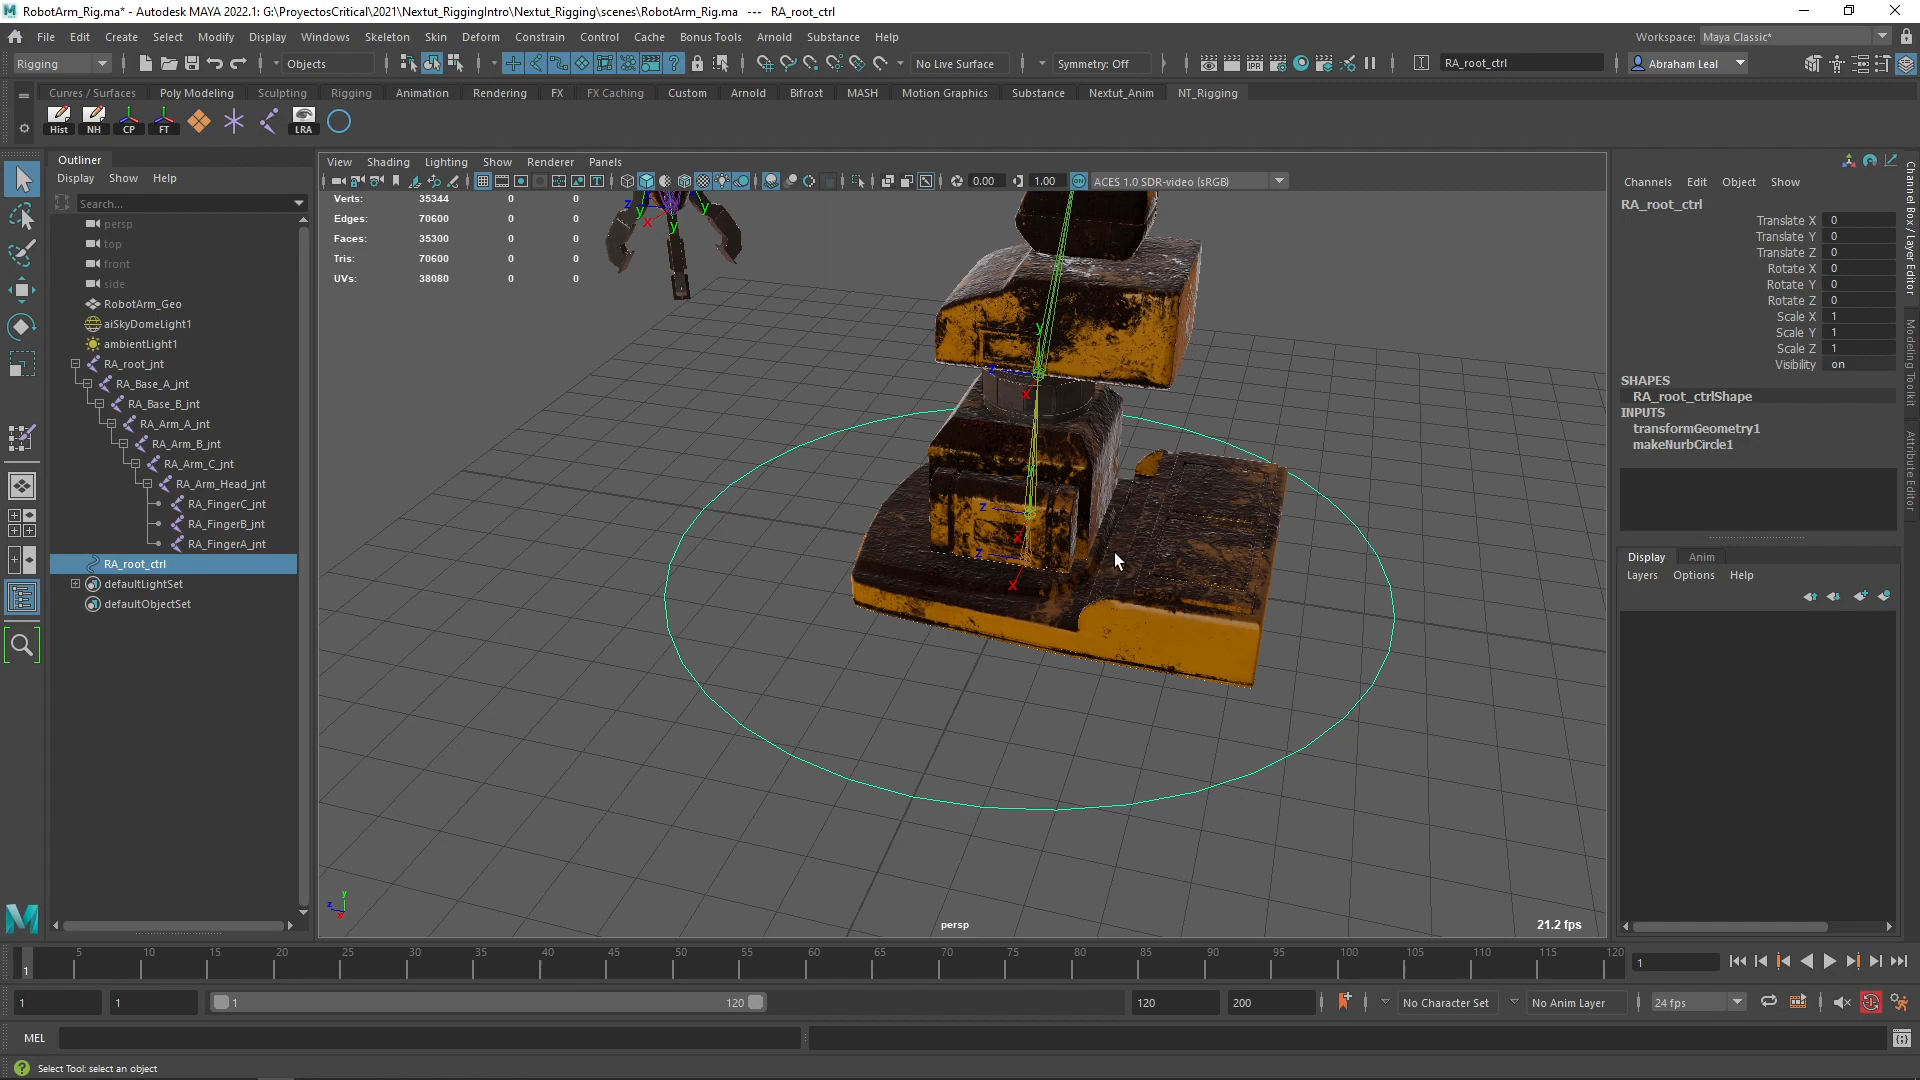 RobotArm_Rig.ma* - Autodesk MAYA 2022.1: G:\ProyectosCritical\2021\Nextut_RiggingIntro\Nextut_Rigging\scenes\RobotArm_Rig.ma --- RA_root_ctrl
File Edit Create Select Modify Display Windows Skeleton Skin Deform Constrain Control Cache Bonus Tools Arnold Substance Help
Workspace: Maya Classic*
Rigging Objects No Live Surface Symmetry: Off RA_root_ctrl Abraham Leal
Curves / Surfaces Poly Modeling Sculpting Rigging Animation Rendering FX FX Caching Custom Arnold Bifrost MASH Motion Graphics Substance Nextut_Anim NT_Rigging
Hist NH CP FT LRA
Outliner
Display Show Help
Search...
persp
top
front
side
RobotArm_Geo
aiSkyDomeLight1
ambientLight1
RA_root_jnt
RA_Base_A_jnt
RA_Base_B_jnt
RA_Arm_A_jnt
RA_Arm_B_jnt
RA_Arm_C_jnt
RA_Arm_Head_jnt
RA_FingerC_jnt
RA_FingerB_jnt
RA_FingerA_jnt
RA_root_ctrl
defaultLightSet
defaultObjectSet
View Shading Lighting Show Renderer Panels
0.00 1.00 ON ACES 1.0 SDR-video (sRGB)
Verts: 35344 0 0
Edges: 70600 0 0
Faces: 35300 0 0
Tris: 70600 0 0
UVs: 38080 0 0
z y x y y
y
z
x
z
x
z
x
y
z
x
persp
21.2 fps
Channels Edit Object Show
RA_root_ctrl
Translate X 0
Translate Y 0
Translate Z 0
Rotate X 0
Rotate Y 0
Rotate Z 0
Scale X 1
Scale Y 1
Scale Z 1
Visibility on
SHAPES
RA_root_ctrlShape
INPUTS
transformGeometry1
makeNurbCircle1
Display Anim
Layers Options Help
Channel Box / Layer Editor
Modeling Toolkit
Attribute Editor
5 10 15 20 25 30 35 40 45 50 55 60 65 70 75 80 85 90 95 100 105 110 115 120
1
1
1 1 1 120 120 200 No Character Set No Anim Layer 24 fps
MEL
Select Tool: select an object